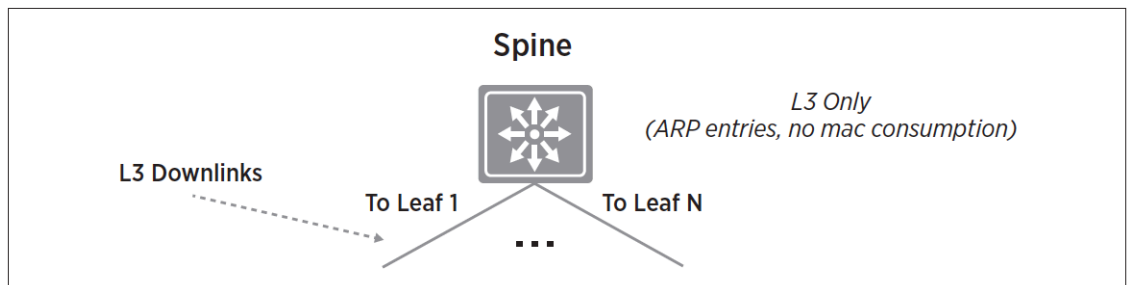 Spine
L3 Only
(ARP entries, no mac consumption)
L3 Downlinks
To Leaf 1
To Leaf N
...